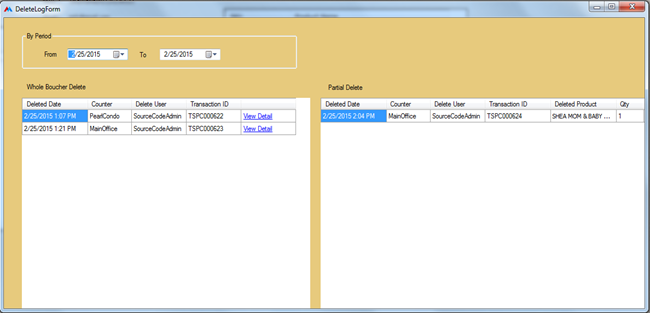 DeleteLogForm
By Period
From 2/25/2015 To 2/25/2015
Whole Boucher Delete
Deleted Date Counter Delete User Transaction ID
2/25/2015 1:07 PM PearlCondo SourceCodeAdmin TSPC000622 View Detail
2/25/2015 1:21 PM MainOffice SourceCodeAdmin TSPC000623 View Detail
Partial Delete
Deleted Date Counter Delete User Transaction ID Deleted Product Qty
2/25/2015 2:04 PM MainOffice SourceCodeAdmin TSPC000624 SHEA MOM & BABY ... 1